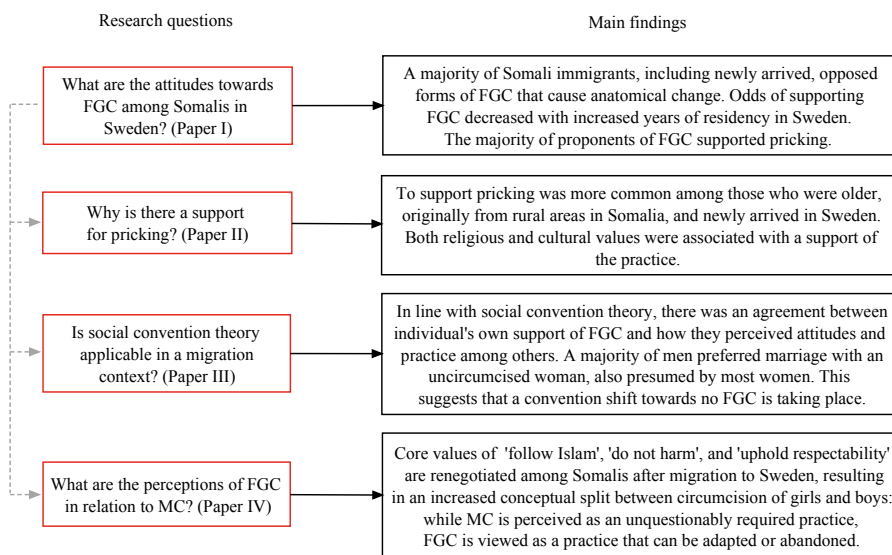 Research questions
Main findings
What are the attitudes towards
FGC among Somalis in
Sweden? (Paper I)
A majority of Somali immigrants, including newly arrived, opposed
forms of FGC that cause anatomical change. Odds of supporting
FGC decreased with increased years of residency in Sweden.
The majority of proponents of FGC supported pricking.
Why is there a support
for pricking? (Paper II)
To support pricking was more common among those who were older,
originally from rural areas in Somalia, and newly arrived in Sweden.
Both religious and cultural values were associated with a support of
the practice.
Is social convention theory
applicable in a migration
context? (Paper III)
In line with social convention theory, there was an agreement between
individual's own support of FGC and how they perceived attitudes and
practice among others. A majority of men preferred marriage with an
uncircumcised woman, also presumed by most women. This
suggests that a convention shift towards no FGC is taking place.
What are the perceptions of FGC
in relation to MC? (Paper IV)
Core values of 'follow Islam', 'do not harm', and 'uphold respectability'
are renegotiated among Somalis after migration to Sweden, resulting
in an increased conceptual split between circumcision of girls and boys:
while MC is perceived as an unquestionably required practice,
FGC is viewed as a practice that can be adapted or abandoned.